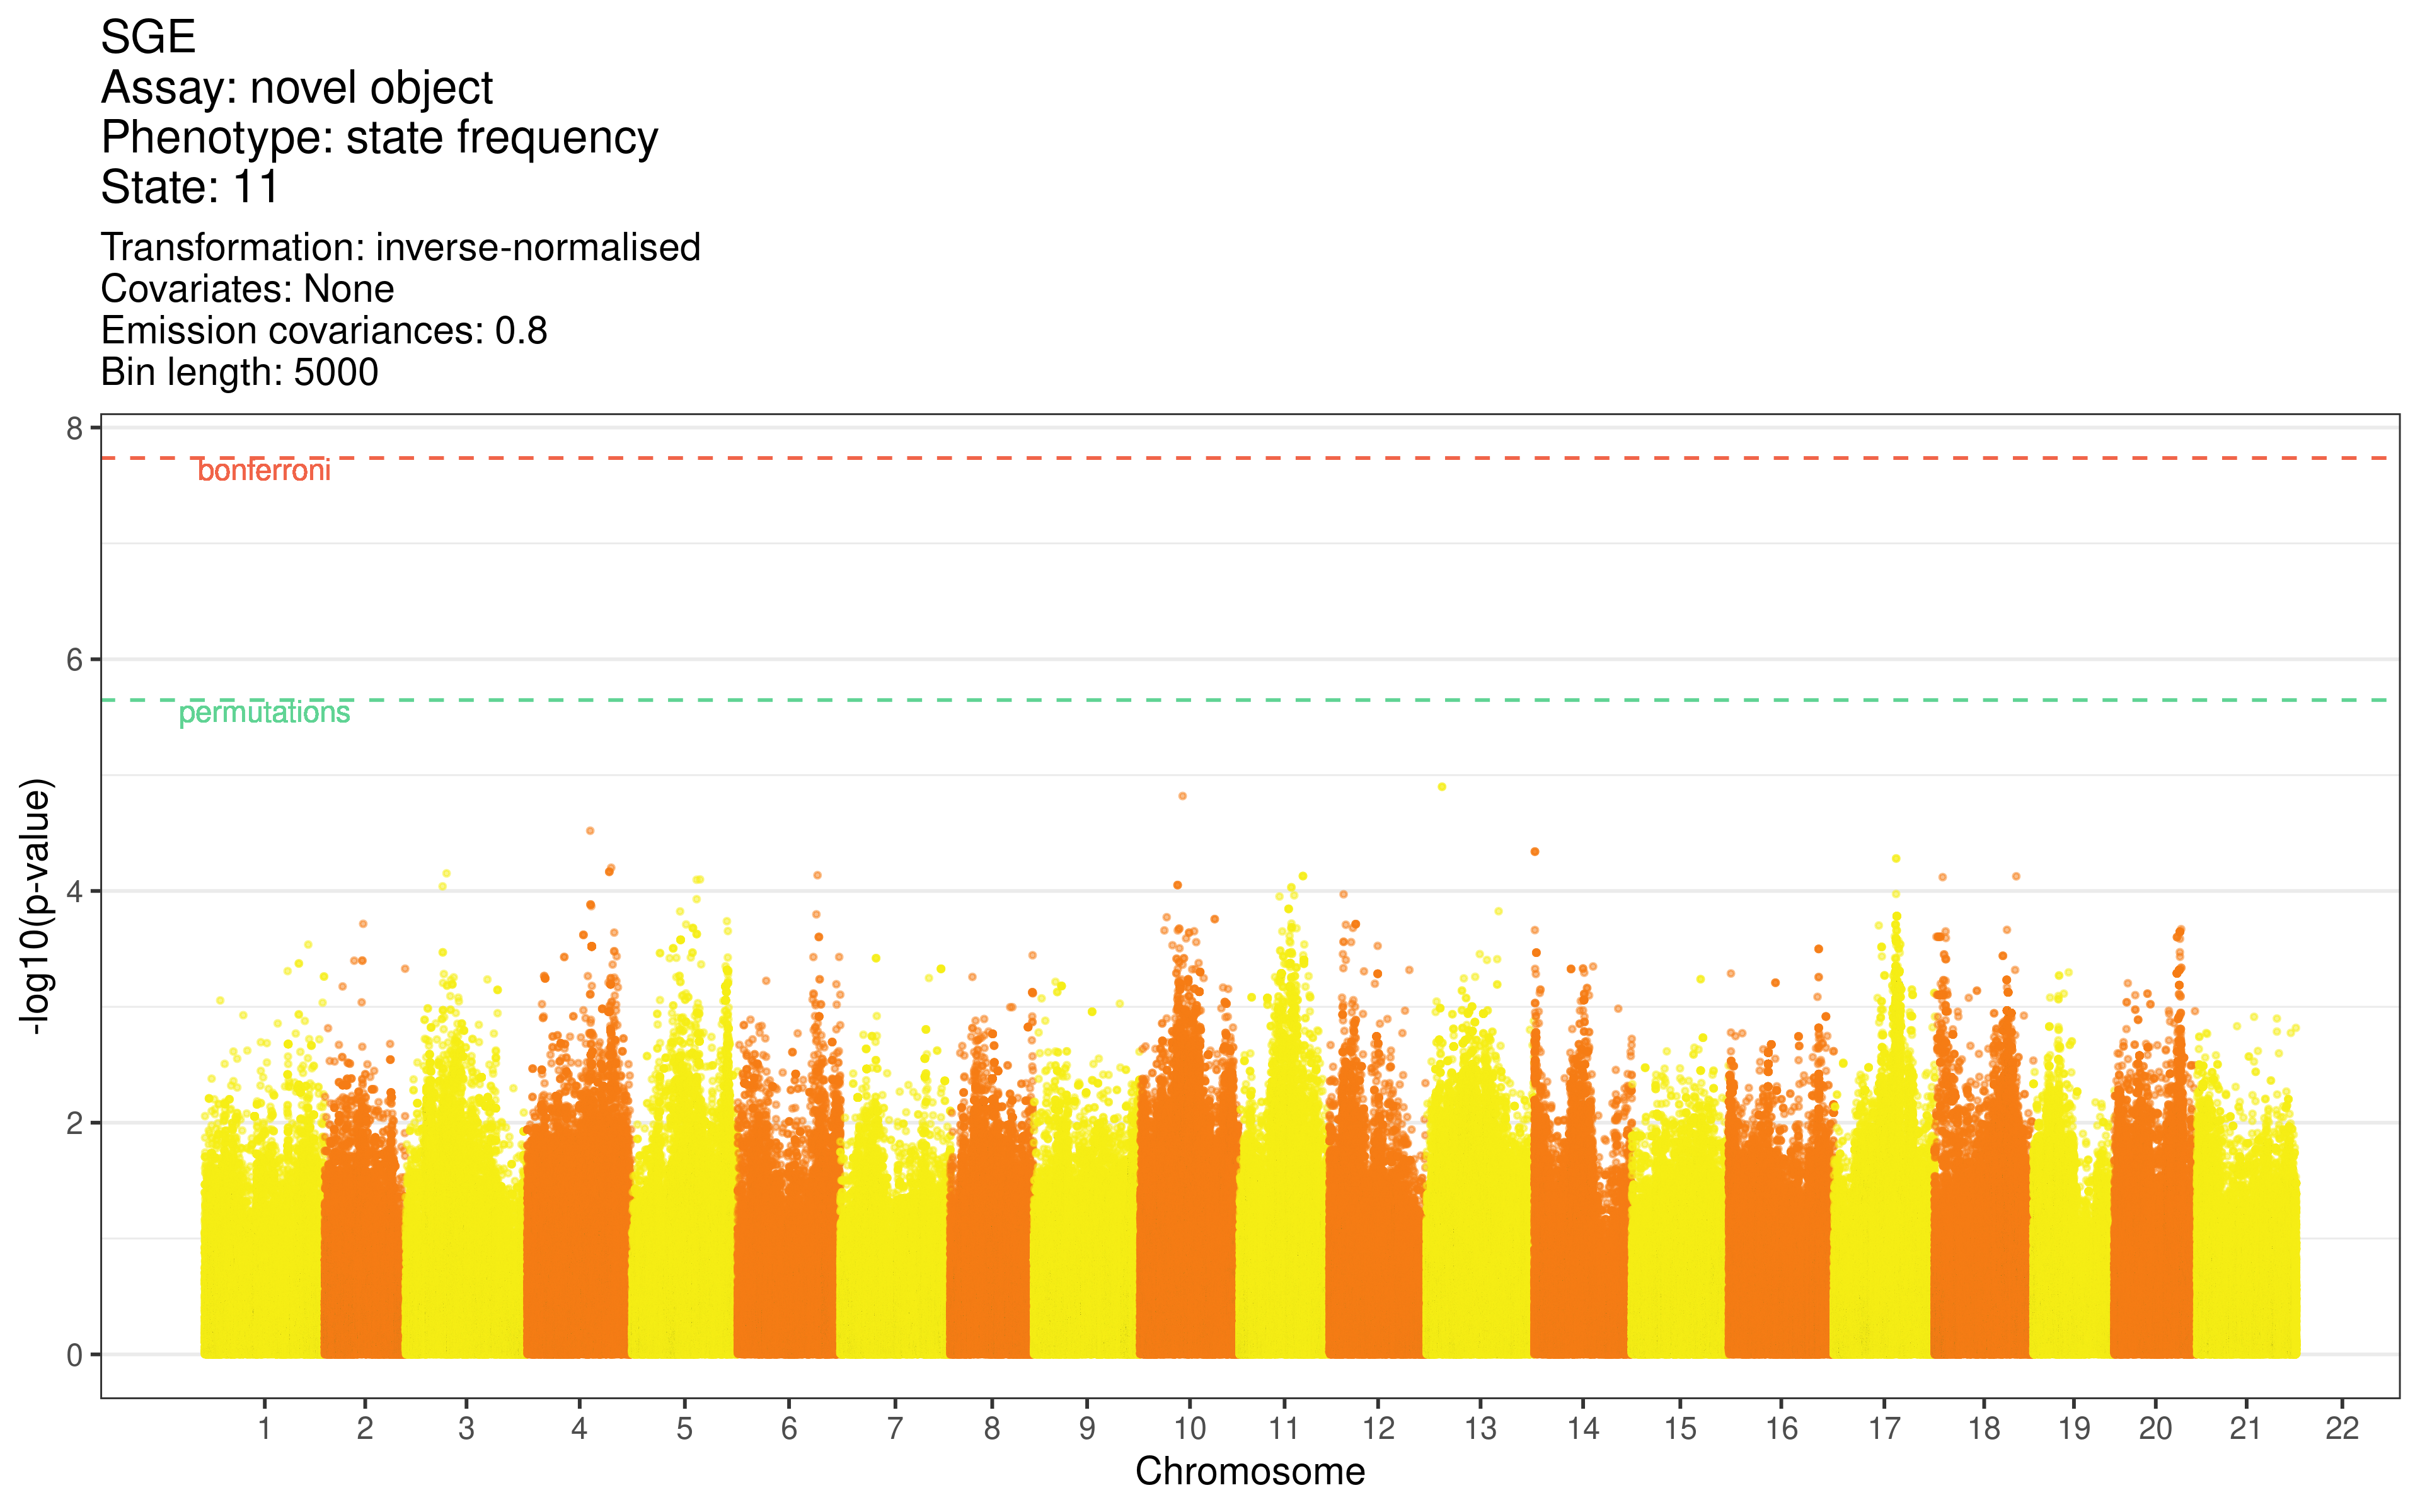 SGE
Assay: novel object
Phenotype: state frequency
State: 11
Transformation: inverse-normalised
Covariates: None
Emission covariances: 0.8
Bin length: 5000
8
bonferroni
6
permutations
-log10(p-value)
4
2
0
1 2 3 4 5 6 7 8 9 10 11 12 13 14 15 16 17 18 19 20 21 22
Chromosome